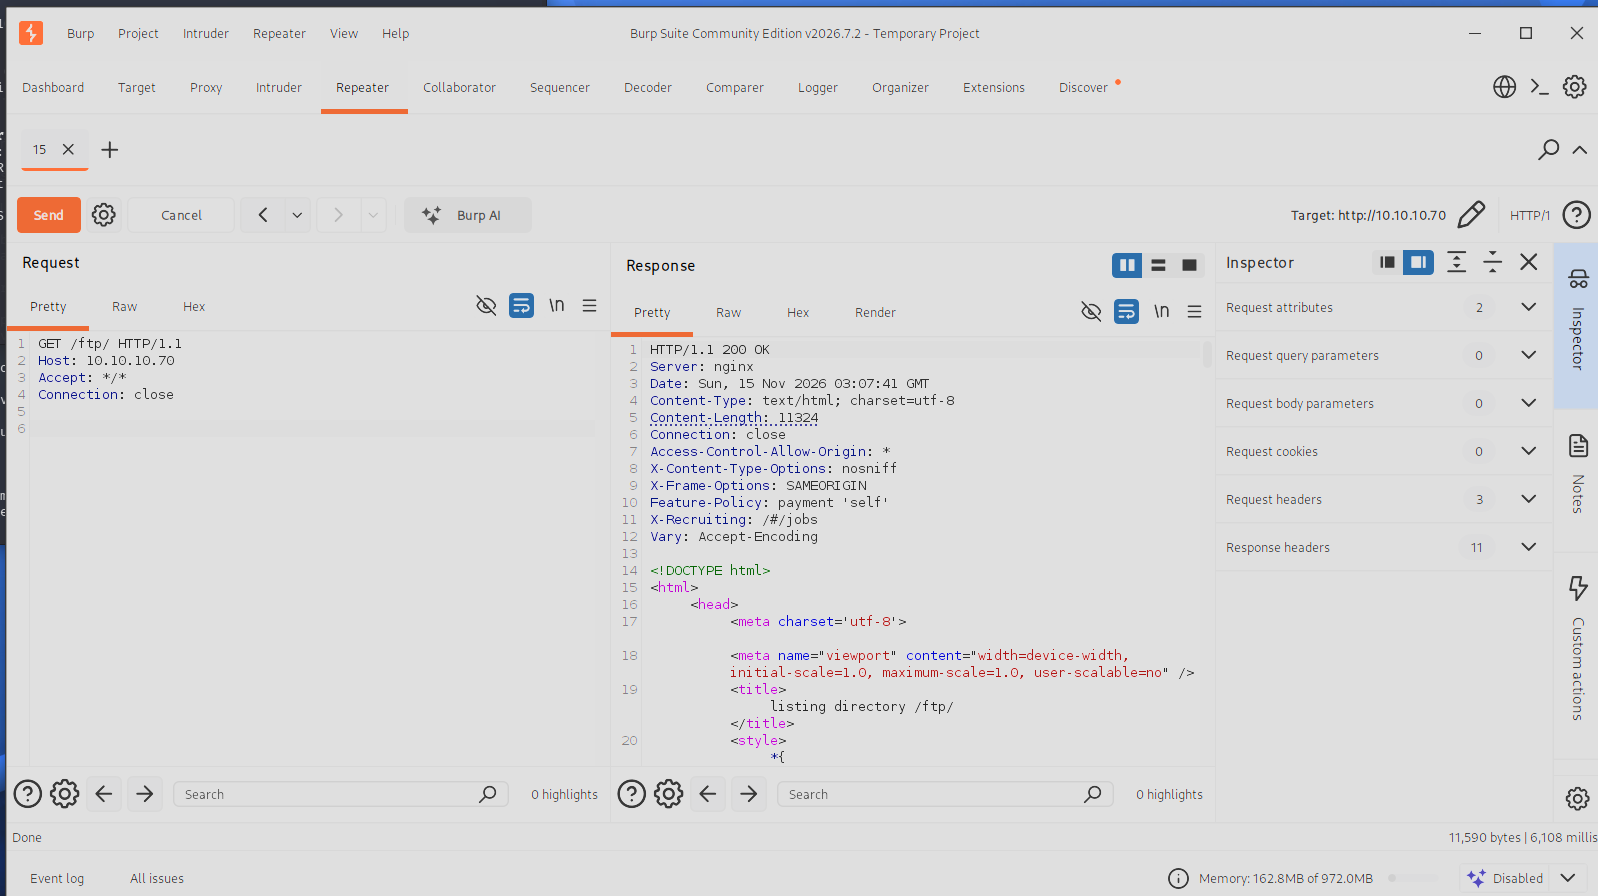 Burp Project Intruder Repeater View Help Burp Suite Community Edition v2026.7.2 - Temporary Project
Dashboard Target Proxy Intruder Repeater Collaborator Sequencer Decoder Comparer Logger Organizer Extensions Discover
15
Send Cancel Burp AI Target: http://10.10.10.70 HTTP/1
Request
Pretty Raw Hex \n
1 GET /ftp/ HTTP/1.1
2 Host: 10.10.10.70
3 Accept: */*
4 Connection: close
5
6
Search 0 highlights
Response
Pretty Raw Hex Render \n
1 HTTP/1.1 200 OK
2 Server: nginx
3 Date: Sun, 15 Nov 2026 03:07:41 GMT
4 Content-Type: text/html; charset=utf-8
5 Content-Length: 11324
6 Connection: close
7 Access-Control-Allow-Origin: *
8 X-Content-Type-Options: nosniff
9 X-Frame-Options: SAMEORIGIN
10 Feature-Policy: payment 'self'
11 X-Recruiting: /#/jobs
12 Vary: Accept-Encoding
13
14 <!DOCTYPE html>
15 <html>
16 <head>
17 <meta charset='utf-8'>
18 <meta name="viewport" content="width=device-width,
initial-scale=1.0, maximum-scale=1.0, user-scalable=no" />
19 <title>
listing directory /ftp/
</title>
20 <style>
*{
Search 0 highlights
Inspector
Request attributes 2
Request query parameters 0
Request body parameters 0
Request cookies 0
Request headers 3
Response headers 11
Inspector
Notes
Custom actions
Done 11,590 bytes | 6,108 millis
Event log All issues Memory: 162.8MB of 972.0MB Disabled